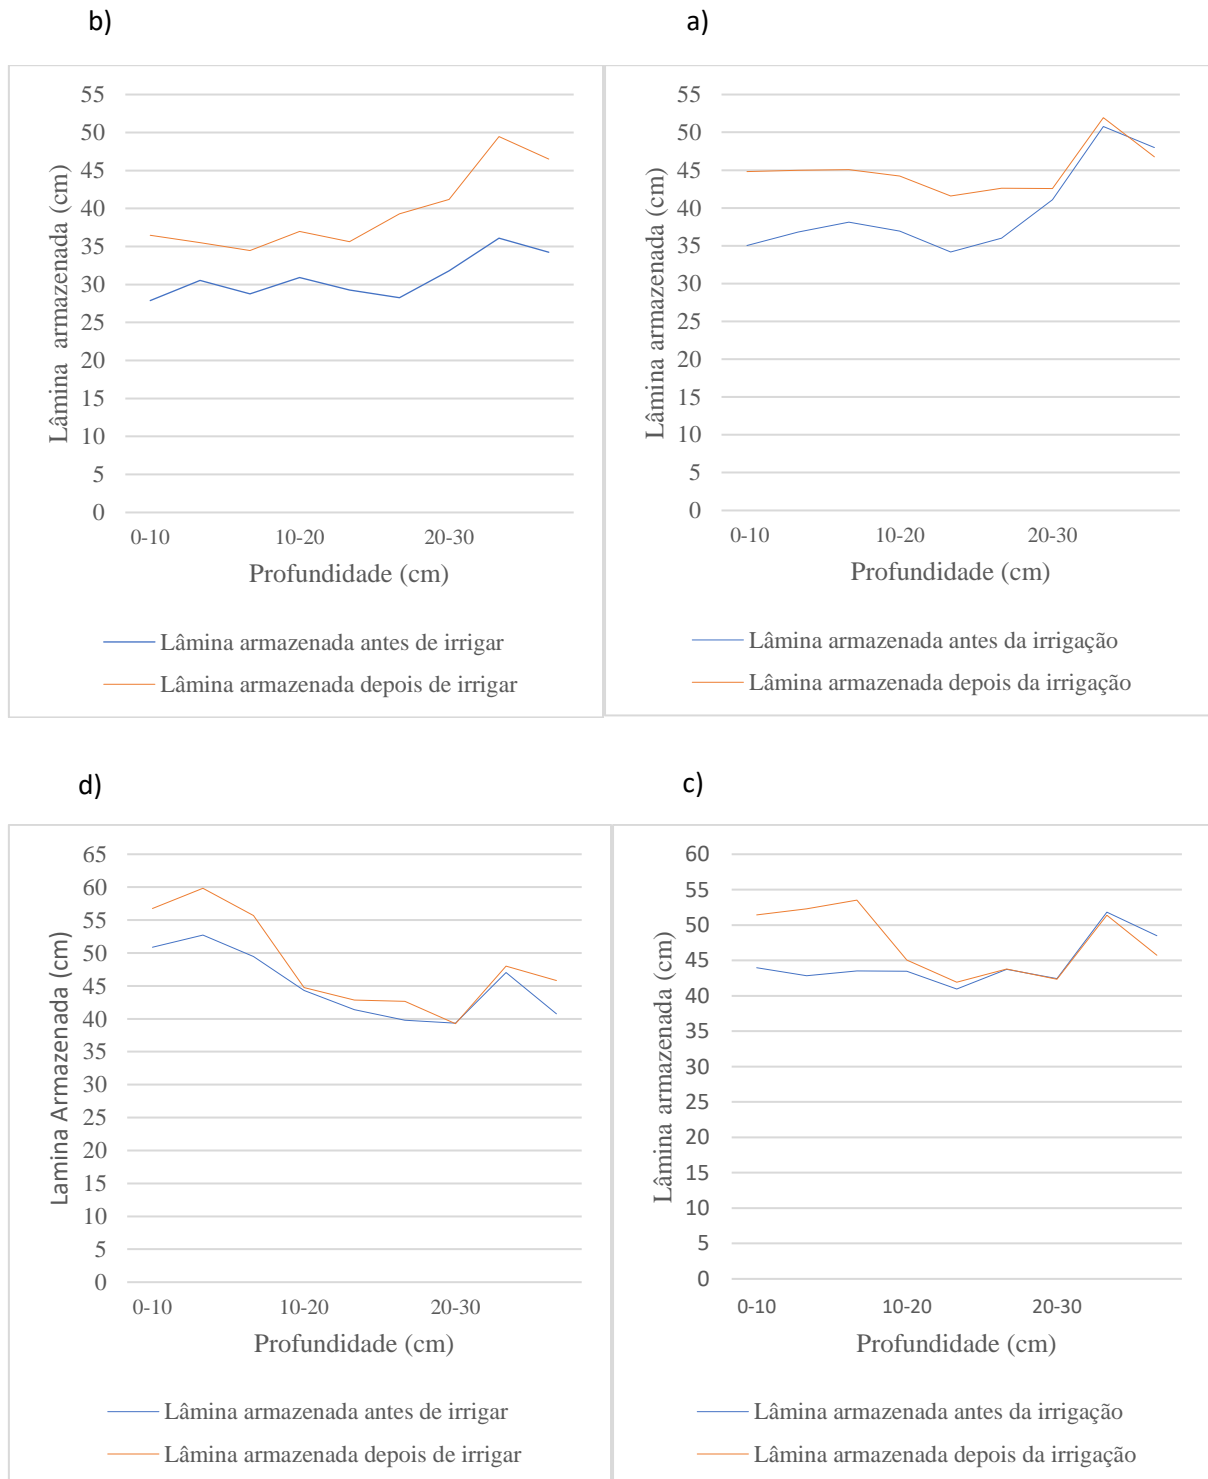 b)
a)
55
50
45
40
35
30
25
20
15
10
5
0
Lâmina armazenada (cm)
0-10 10-20 20-30
Profundidade (cm)
Lâmina armazenada antes de irrigar
Lâmina armazenada depois de irrigar
55
50
45
40
35
30
25
20
15
10
5
0
Lâmina armazenada (cm)
0-10 10-20 20-30
Profundidade (cm)
Lâmina armazenada antes da irrigação
Lâmina armazenada depois da irrigação
d)
c)
65
60
55
50
45
40
35
30
25
20
15
10
5
0
Lamina Armazenada (cm)
0-10 10-20 20-30
Profundidade (cm)
Lâmina armazenada antes de irrigar
Lâmina armazenada depois de irrigar
60
55
50
45
40
35
30
25
20
15
10
5
0
Lâmina armazenada (cm)
0-10 10-20 20-30
Profundidade (cm)
Lâmina armazenada antes da irrigação
Lâmina armazenada depois da irrigação